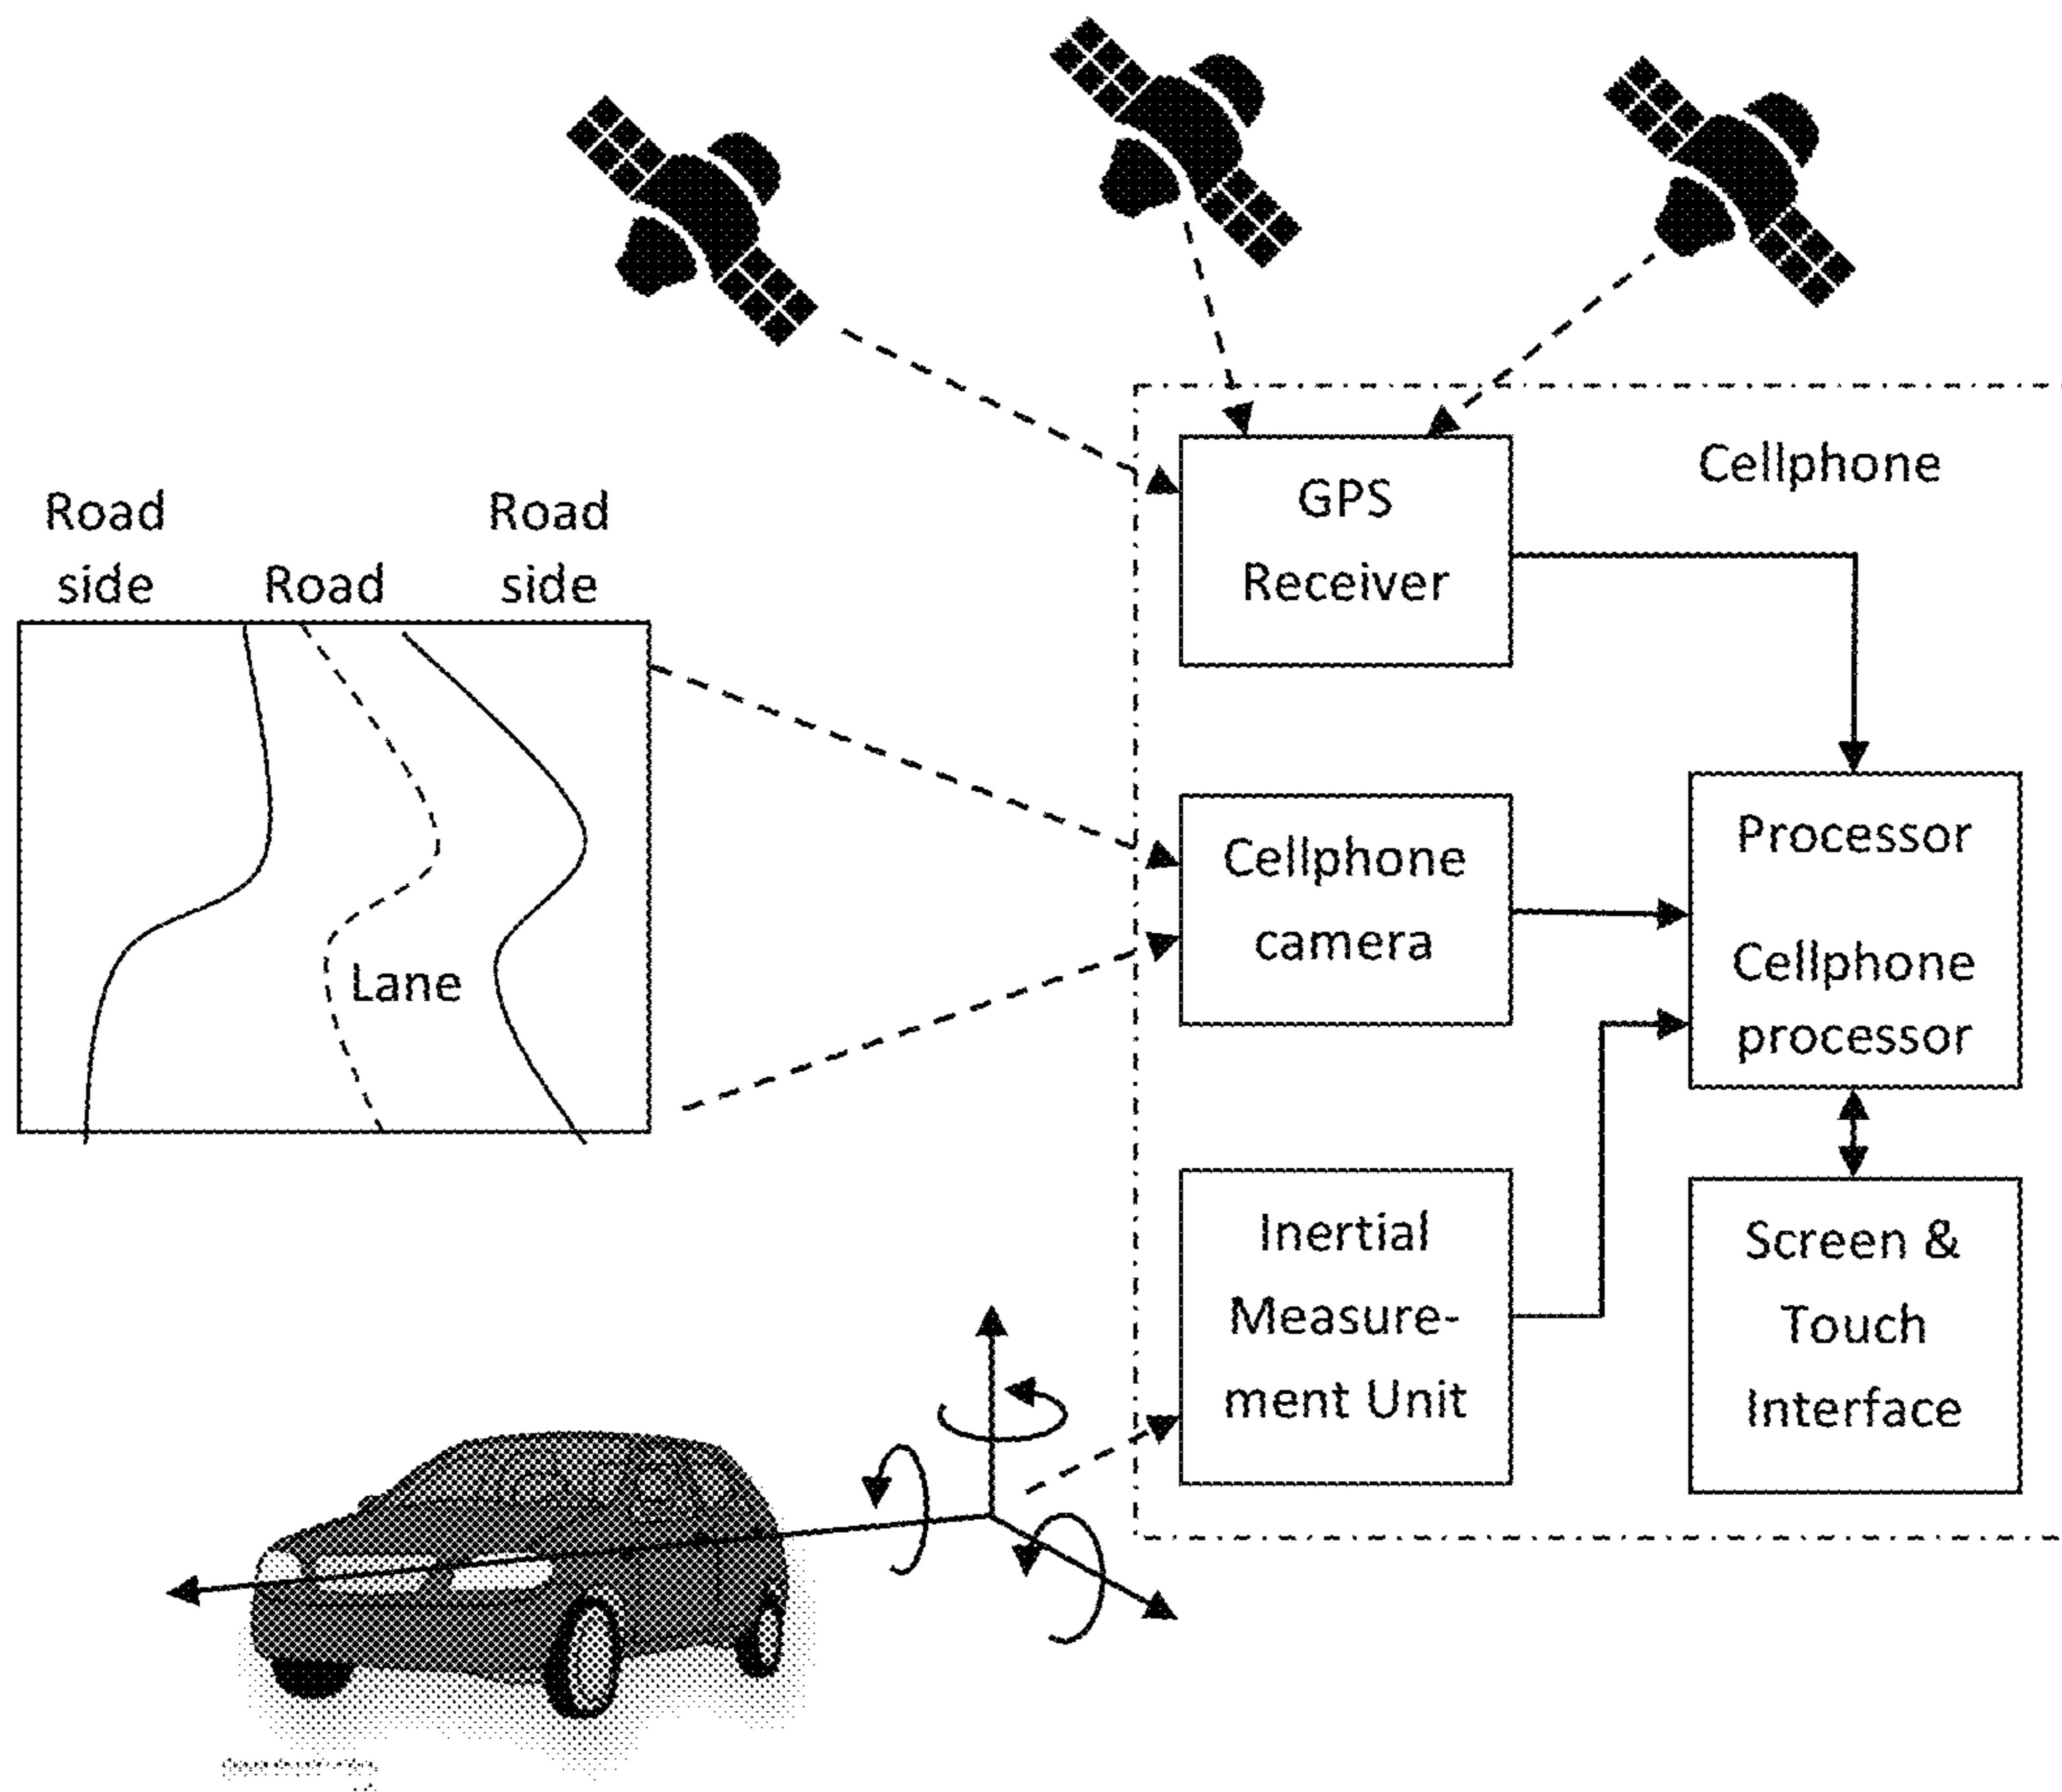 Cellphone
GPS
Receiver
Road
side
Road
Road
side
Lane
Cellphone
camera
Processor
Cellphone
processor
Inertial
Measure-
ment Unit
Screen &
Touch
Interface